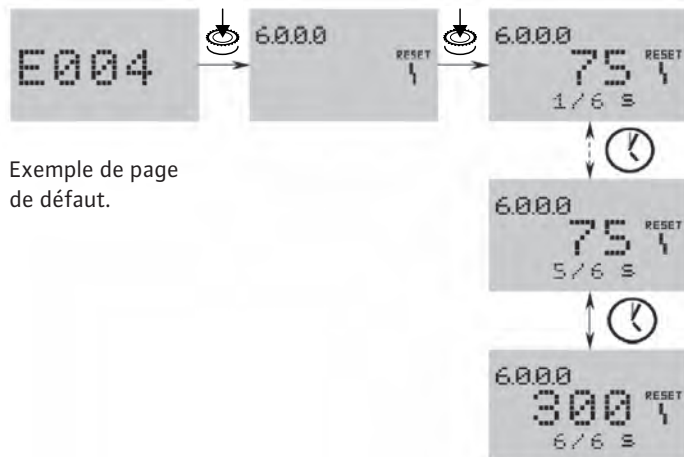 E004
6.0.0.0
RESET
6.0.0.0
75
RESET
1/6 s
Exemple de page
de défaut.
6.0.0.0
75
RESET
5/6 s
6.0.0.0
300
RESET
6/6 s